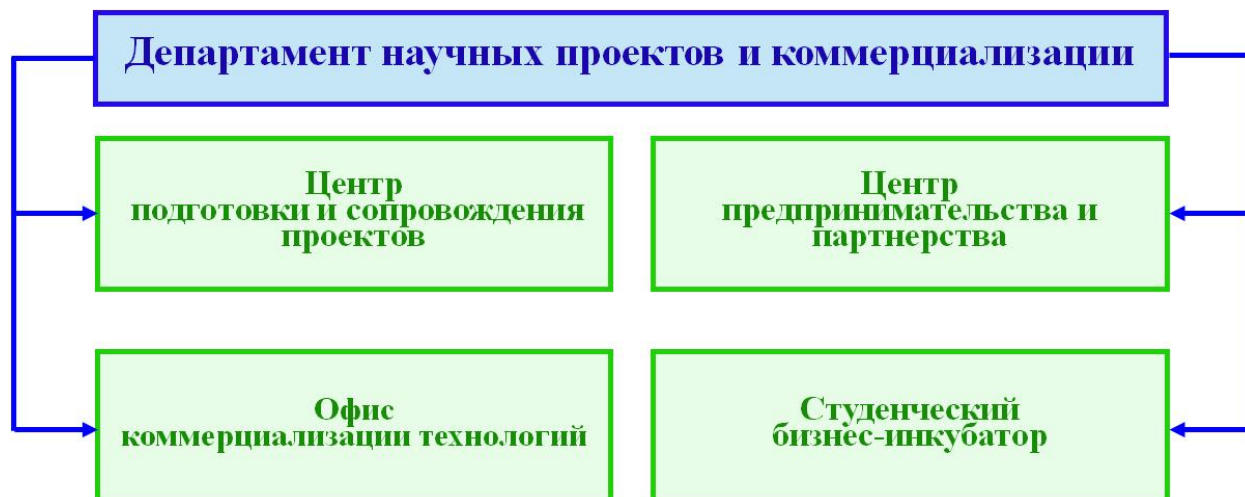 Департамент научных проектов и коммерциализации
Центр
подготовки и сопровождения
проектов
Центр
предпринимательства и
партнерства
Офис
коммерциализации технологий
Студенческий
бизнес-инкубатор